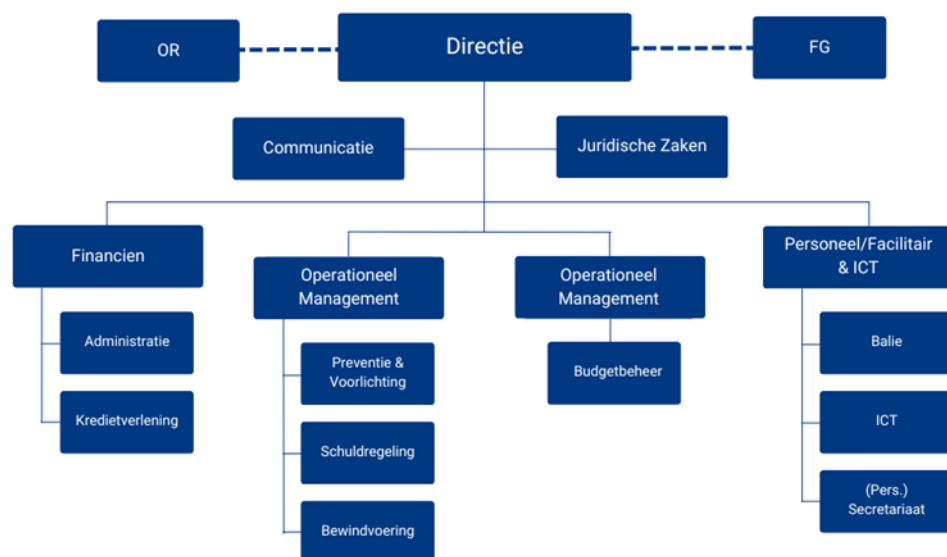 OR
Directie
FG
Communicatie
Juridische Zaken
Financien
Operationeel
Management
Operationeel
Management
Personeel/Facilitair
& ICT
Administratie
Preventie &
Voorlichting
Budgetbeheer
Balie
Kredietverlening
Schuldregeling
ICT
Bewindvoering
(Pers.)
Secretariaat